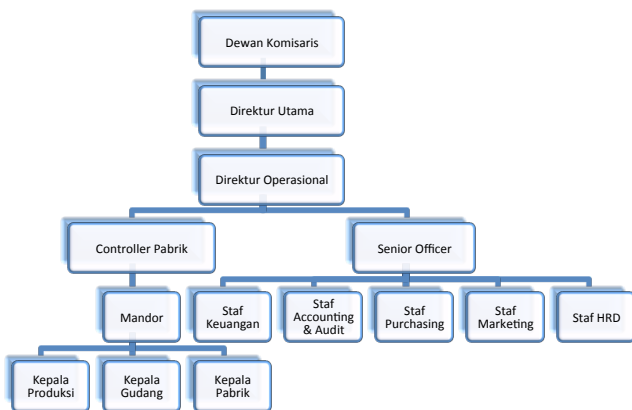 Dewan Komisaris
Direktur Utama
Direktur Operasional
Controller Pabrik
Senior Officer
Mandor
Staf
Keuangan
Staf
Accounting
& Audit
Staf
Purchasing
Staf
Marketing
Staf HRD
Kepala
Produksi
Kepala
Gudang
Kepala
Pabrik